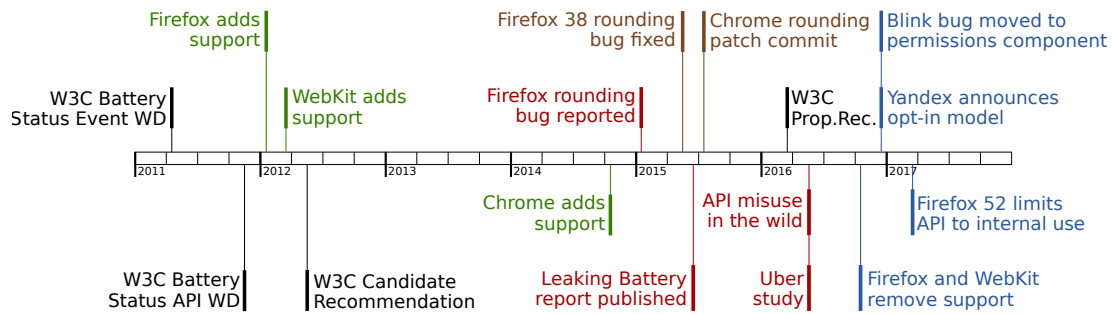 Firefox adds
support
Firefox 38 rounding
bug fixed
Chrome rounding
patch commit
Blink bug moved to
permissions component
W3C Battery
Status Event WD
WebKit adds
support
Firefox rounding
bug reported
W3C
Prop.Rec.
Yandex announces
opt-in model
2011
2012
2013
2014
2015
2016
2017
Chrome adds
support
API misuse
in the wild
Firefox 52 limits
API to internal use
W3C Battery
Status API WD
W3C Candidate
Recommendation
Leaking Battery
report published
Uber
study
Firefox and WebKit
remove support